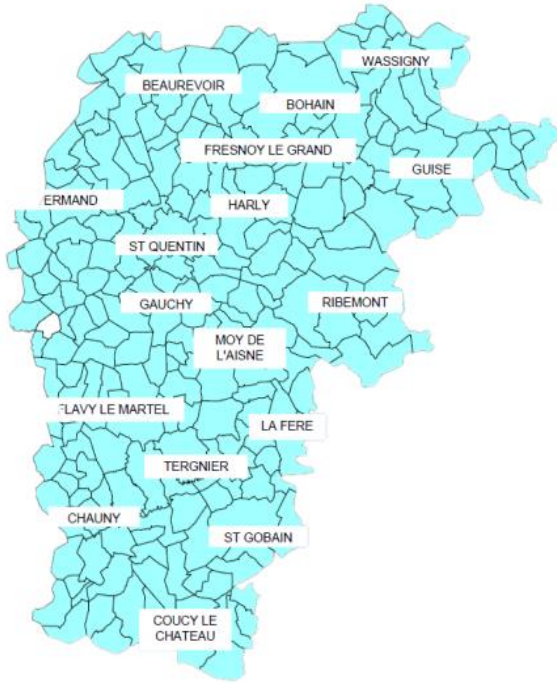 WASSIGNY
BEAUREVOIR
BOHAIN
FRESNOY LE GRAND
GUISE
ERMAND
HARLY
ST QUENTIN
GAUCHY
RIBEMONT
MOY DE
L'AISNE
FLAVY LE MARTEL
LA FERE
TERGNIER
CHAUNY
ST GOBAIN
COUCY LE
CHATEAU